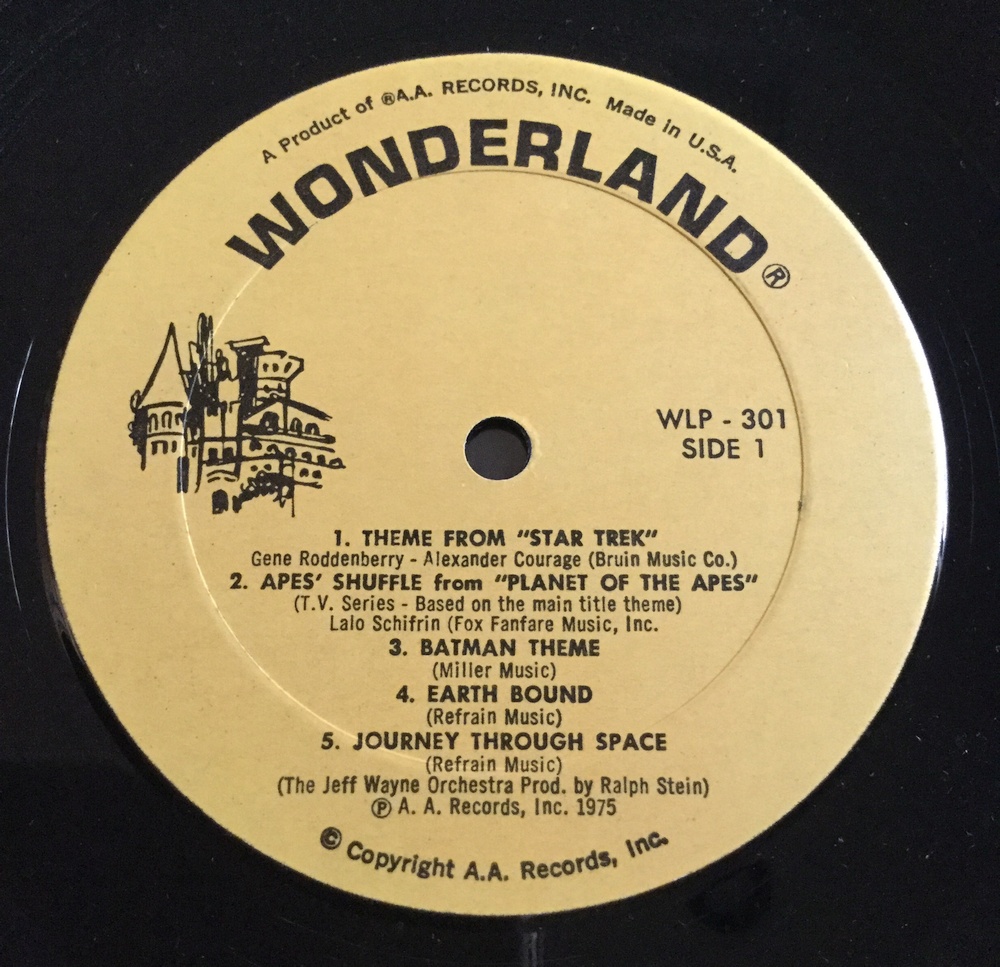 A Product of ®A.A. RECORDS, INC. Made in U.S.A.
WONDERLAND®
WLP - 301
SIDE 1
1. THEME FROM "STAR TREK"
Gene Roddenberry - Alexander Courage (Bruin Music Co.)
2. APES' SHUFFLE from "PLANET OF THE APES"
(T.V. Series - Based on the main title theme)
Lalo Schifrin (Fox Fanfare Music, Inc.
3. BATMAN THEME
(Miller Music)
4. EARTH BOUND
(Refrain Music)
5. JOURNEY THROUGH SPACE
(Refrain Music)
(The Jeff Wayne Orchestra Prod. by Ralph Stein)
℗ A. A. Records, Inc. 1975
© Copyright A.A. Records, Inc.